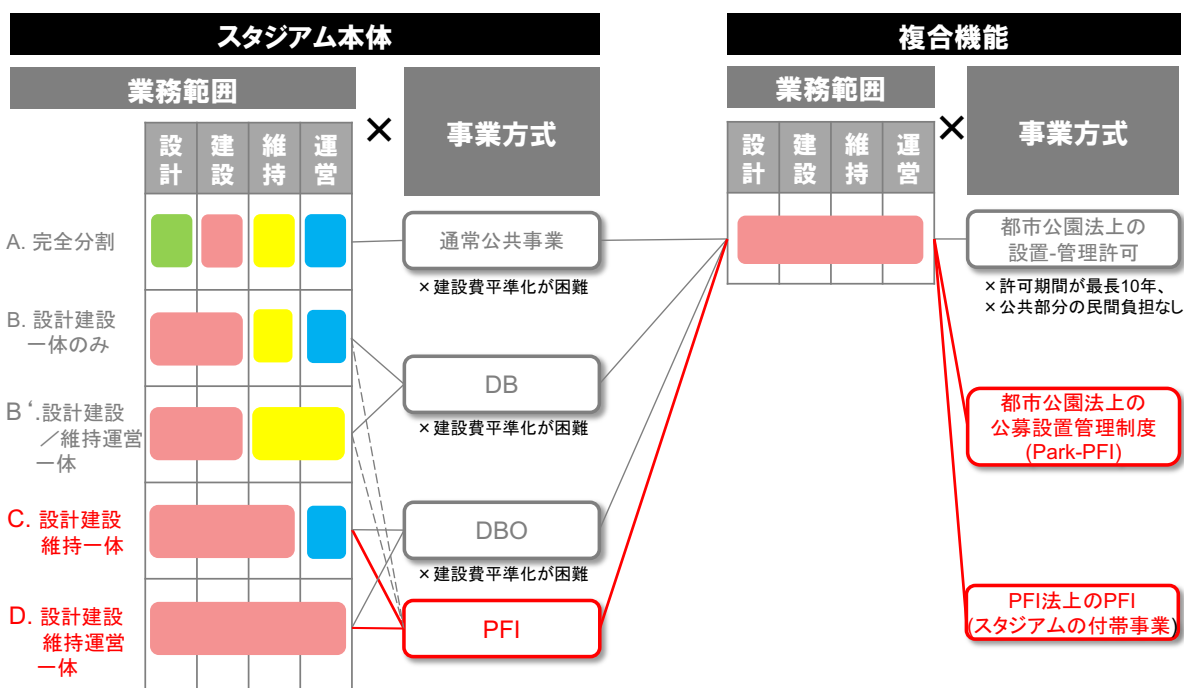 スタジアム本体
業務範囲
×
事業方式
設計
建設
維持
運営
A. 完全分割
B. 設計建設
一体のみ
B‘.設計建設
／維持運営
一体
C. 設計建設
維持一体
D. 設計建設
維持運営
一体
通常公共事業
×建設費平準化が困難
DB
×建設費平準化が困難
DBO
×建設費平準化が困難
PFI
複合機能
業務範囲
×
事業方式
設計
建設
維持
運営
都市公園法上の
設置-管理許可
×許可期間が最長10年、
×公共部分の民間負担なし
都市公園法上の
公募設置管理制度
(Park-PFI)
PFI法上のPFI
(スタジアムの付帯事業)